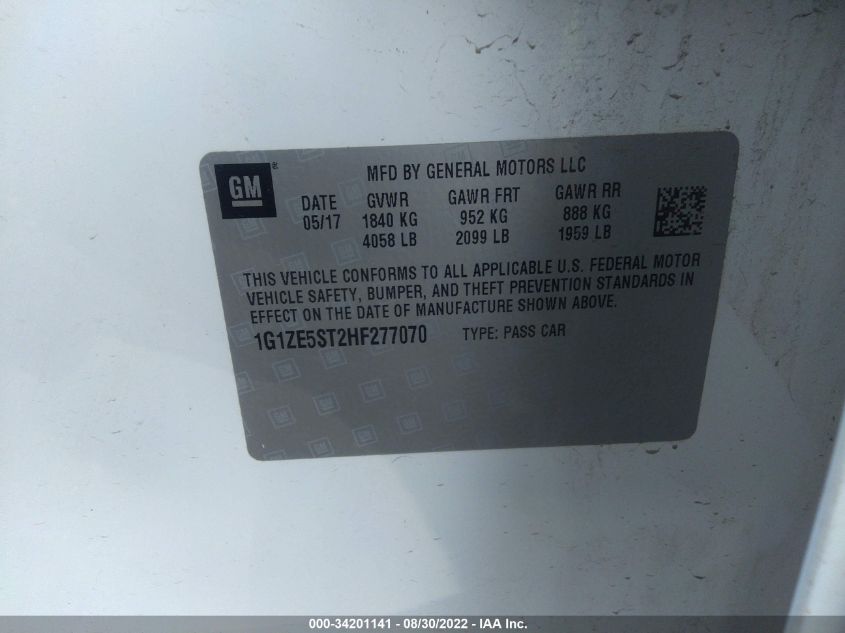 GM
MFD BY GENERAL MOTORS LLC
DATE GVWR GAWR FRT GAWR RR
05/17 1840 KG 952 KG 888 KG
4058 LB 2099 LB 1959 LB
THIS VEHICLE CONFORMS TO ALL APPLICABLE U.S. FEDERAL MOTOR
VEHICLE SAFETY, BUMPER, AND THEFT PREVENTION STANDARDS IN
EFFECT ON THE DATE OF MANUFACTURE SHOWN ABOVE.
1G1ZE5ST2HF277070 TYPE: PASS CAR
000-34201141 - 08/30/2022 - IAA Inc.